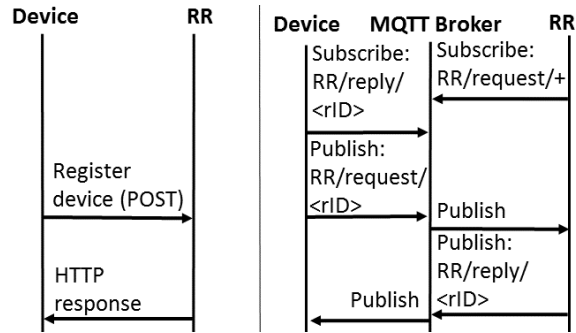 Device
RR
Register
device (POST)
HTTP
response
Device
MQTT Broker
RR
Subscribe:
RR/reply/
<rID>
Subscribe:
RR/request/+
Publish:
RR/request/
<rID>
Publish
Publish:
RR/reply/
<rID>
Publish